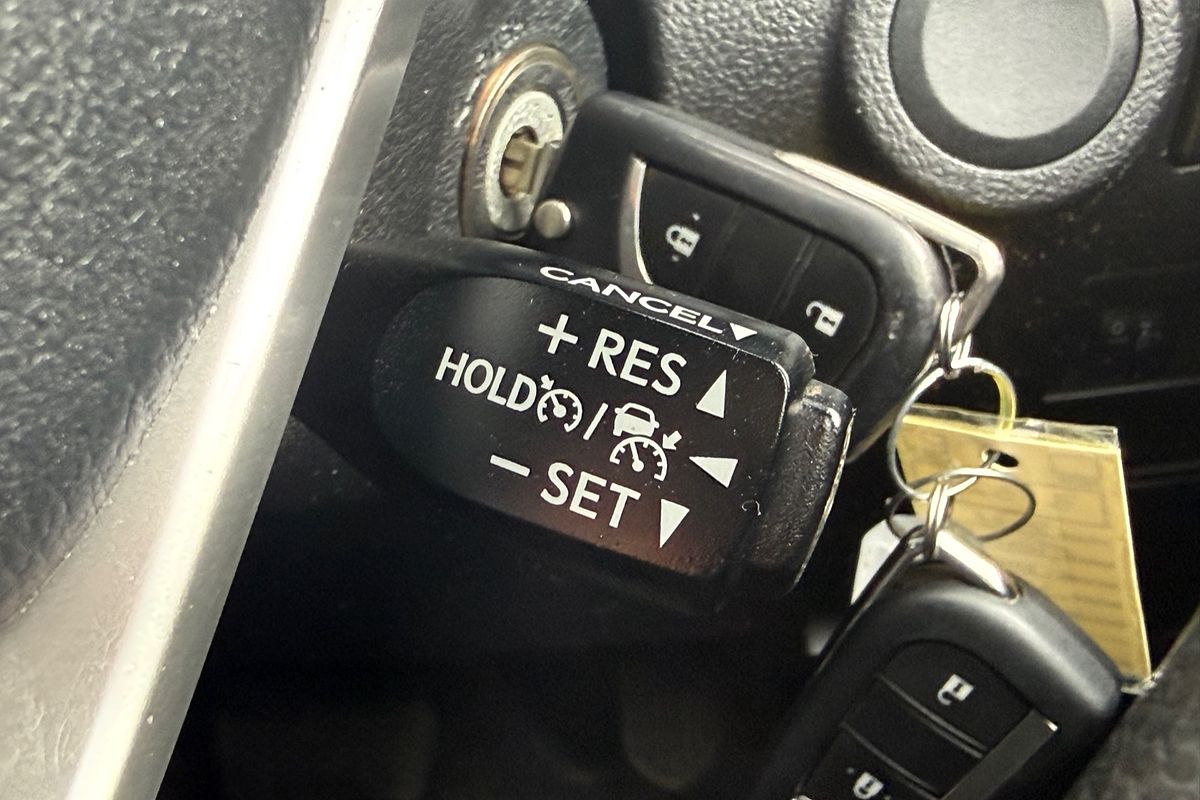 CANCEL▼
+ RES ▲
HOLD / ◀
− SET ▼